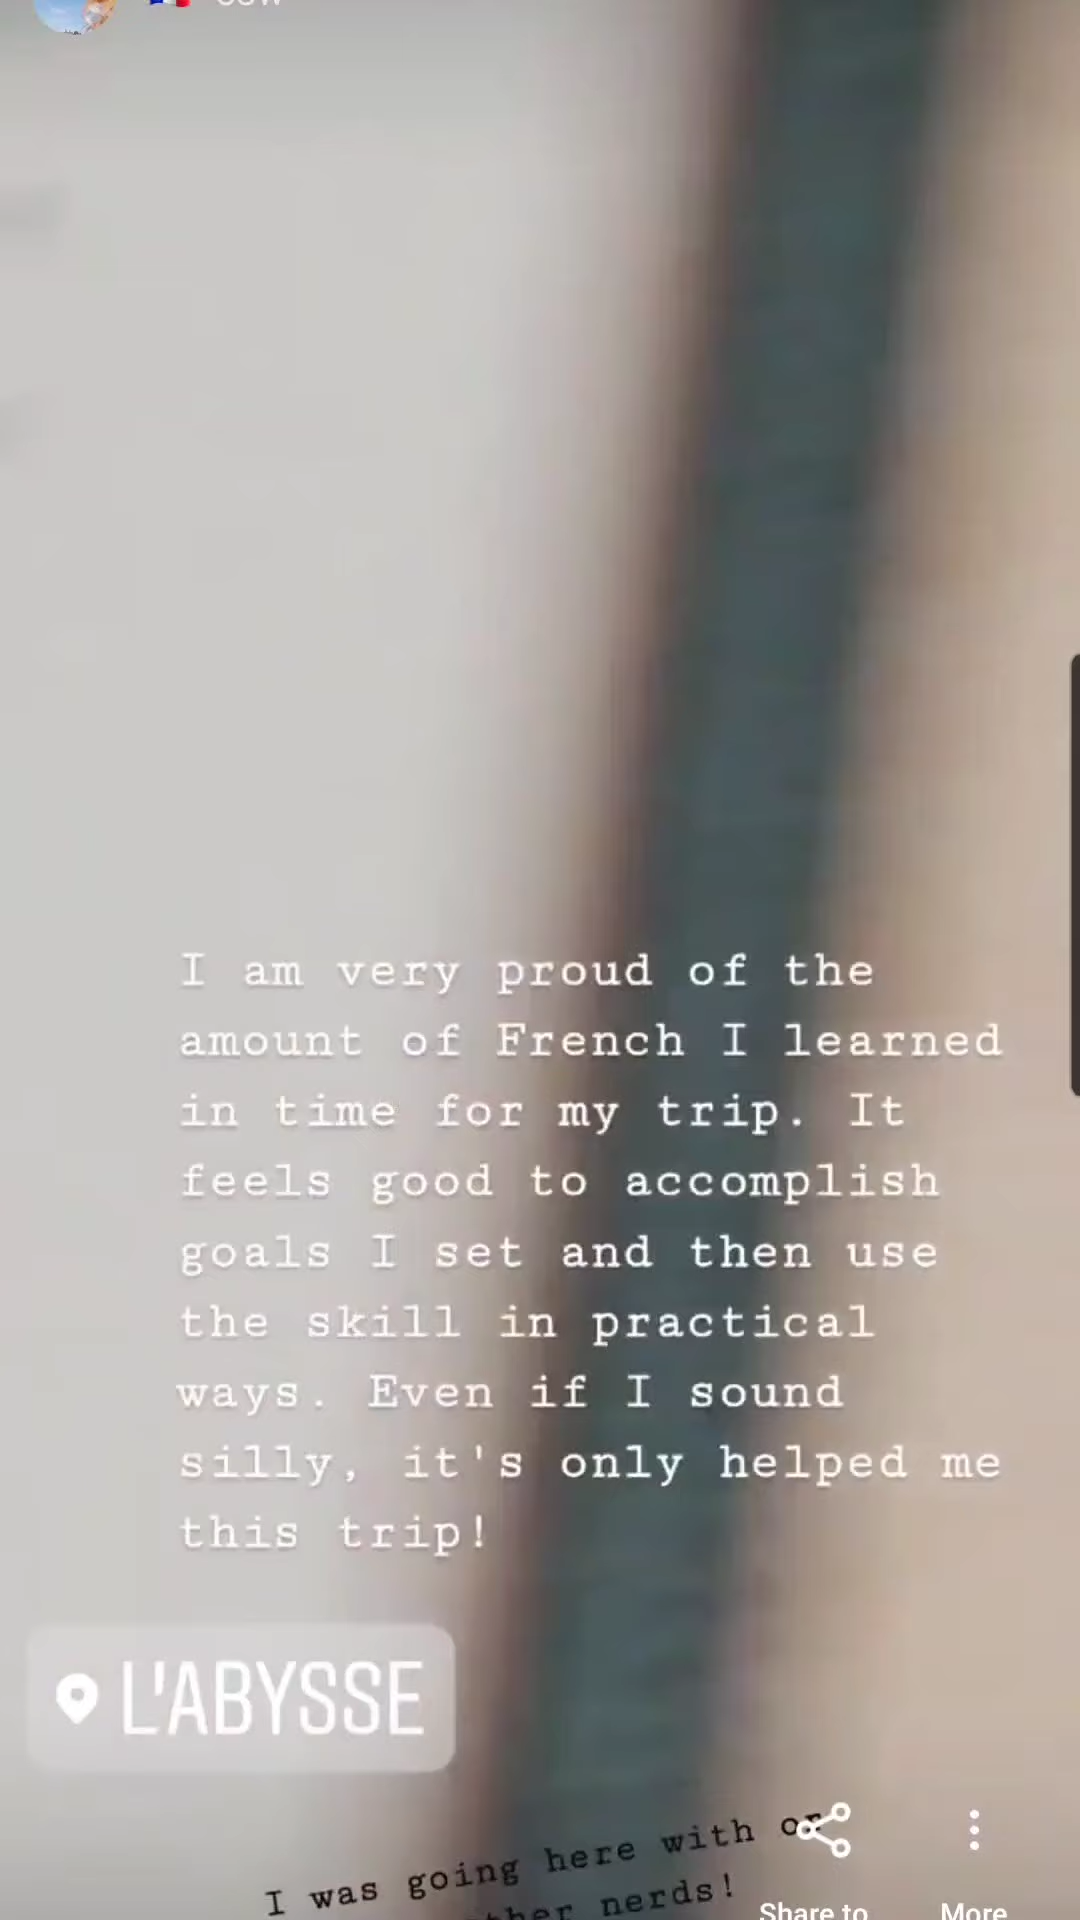 I am very proud of the
amount of French I learned
in time for my trip. It
feels good to accomplish
goals I set and then use
the skill in practical
ways. Even if I sound
silly, it's only helped me
this trip!
L'ABYSSE
I was going here with
nerds!
Share to
More